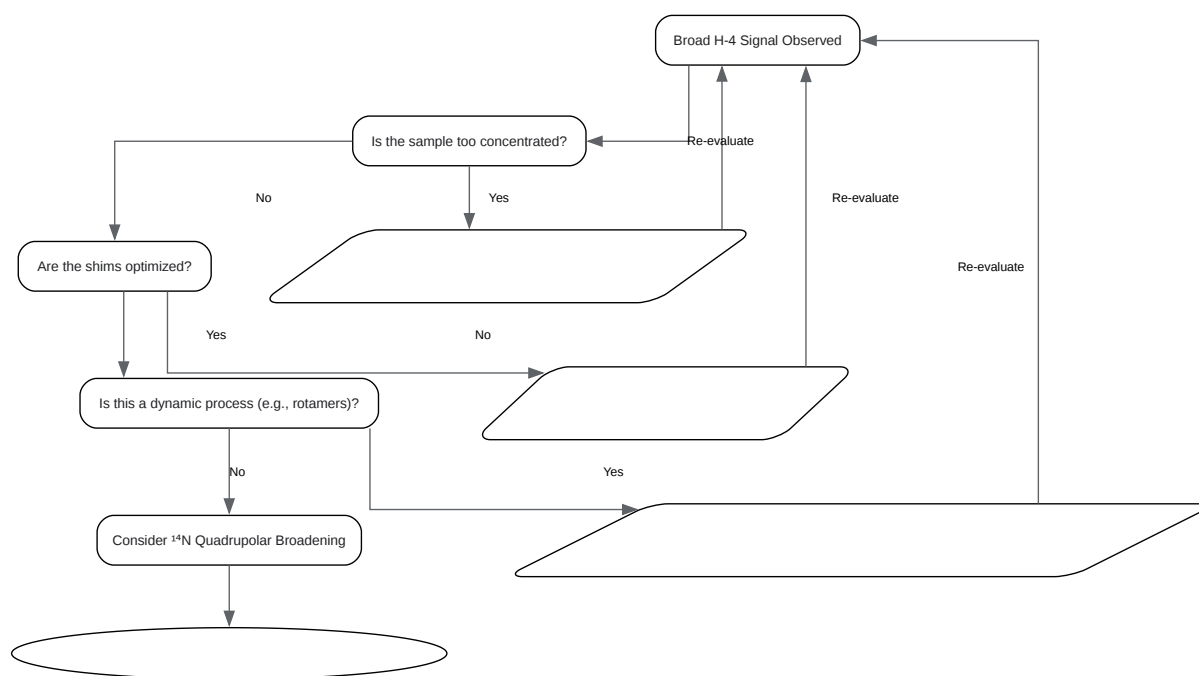 Broad H-4 Signal Observed
Is the sample too concentrated?
Re-evaluate
No
Yes
Re-evaluate
Are the shims optimized?
Re-evaluate
Yes
No
Is this a dynamic process (e.g., rotamers)?
No
Yes
Consider ¹⁴N Quadrupolar Broadening